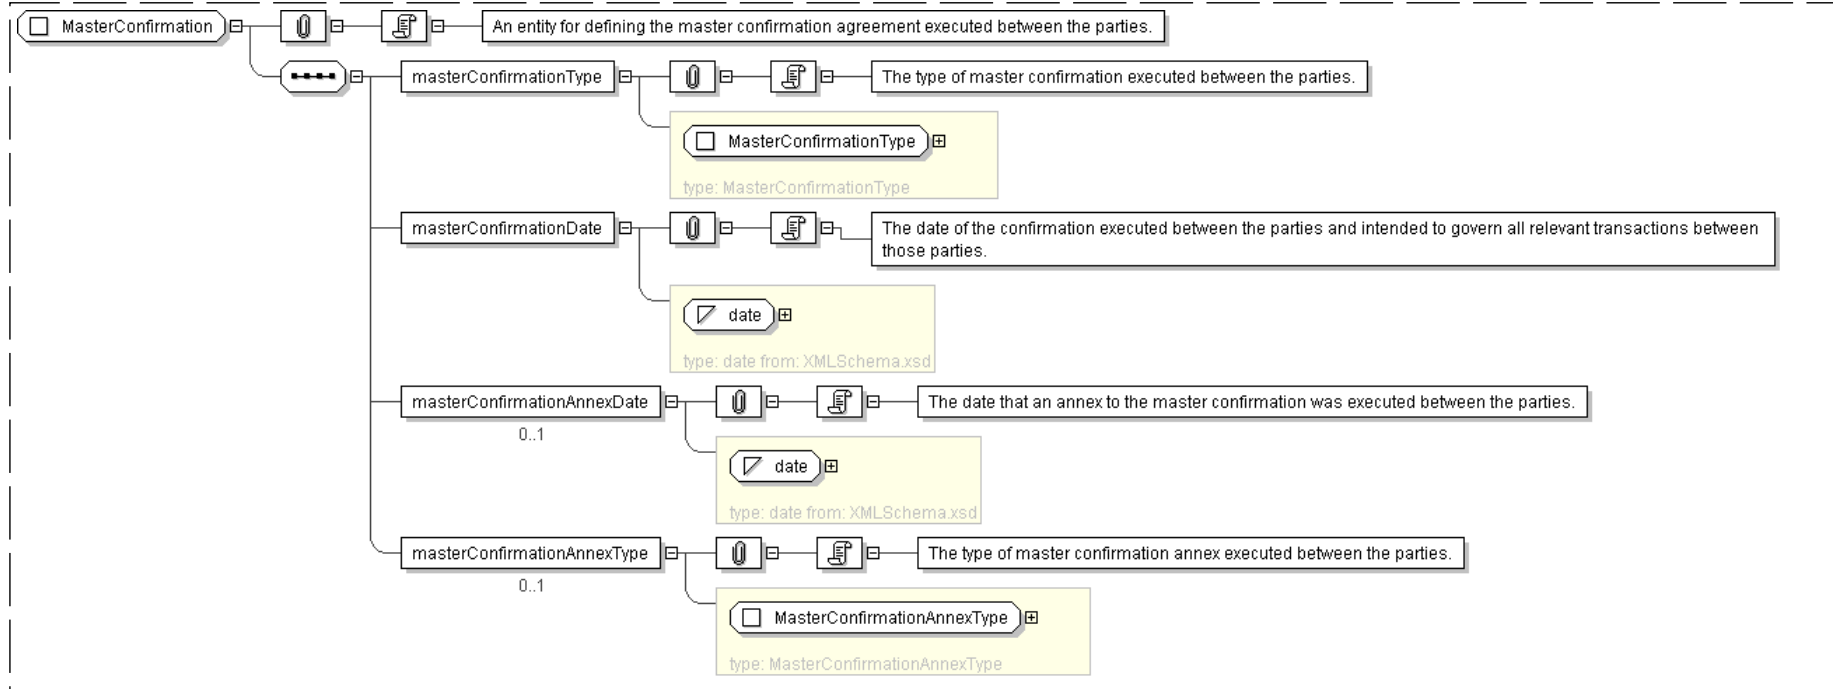 MasterConfirmation
An entity for defining the master confirmation agreement executed between the parties.
masterConfirmationType
The type of master confirmation executed between the parties.
MasterConfirmationType
type: MasterConfirmationType
masterConfirmationDate
The date of the confirmation executed between the parties and intended to govern all relevant transactions between
those parties.
date
type: date from: XMLSchema.xsd
masterConfirmationAnnexDate
The date that an annex to the master confirmation was executed between the parties.
0..1
date
type: date from: XMLSchema.xsd
masterConfirmationAnnexType
The type of master confirmation annex executed between the parties.
0..1
MasterConfirmationAnnexType
type: MasterConfirmationAnnexType